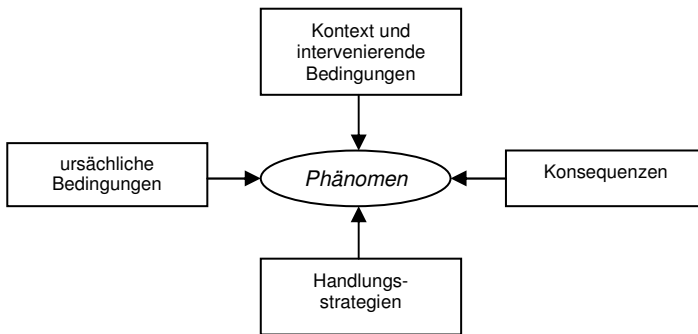 Kontext und
intervenierende
Bedingungen
ursächliche
Bedingungen
Phänomen
Konsequenzen
Handlungs-
strategien